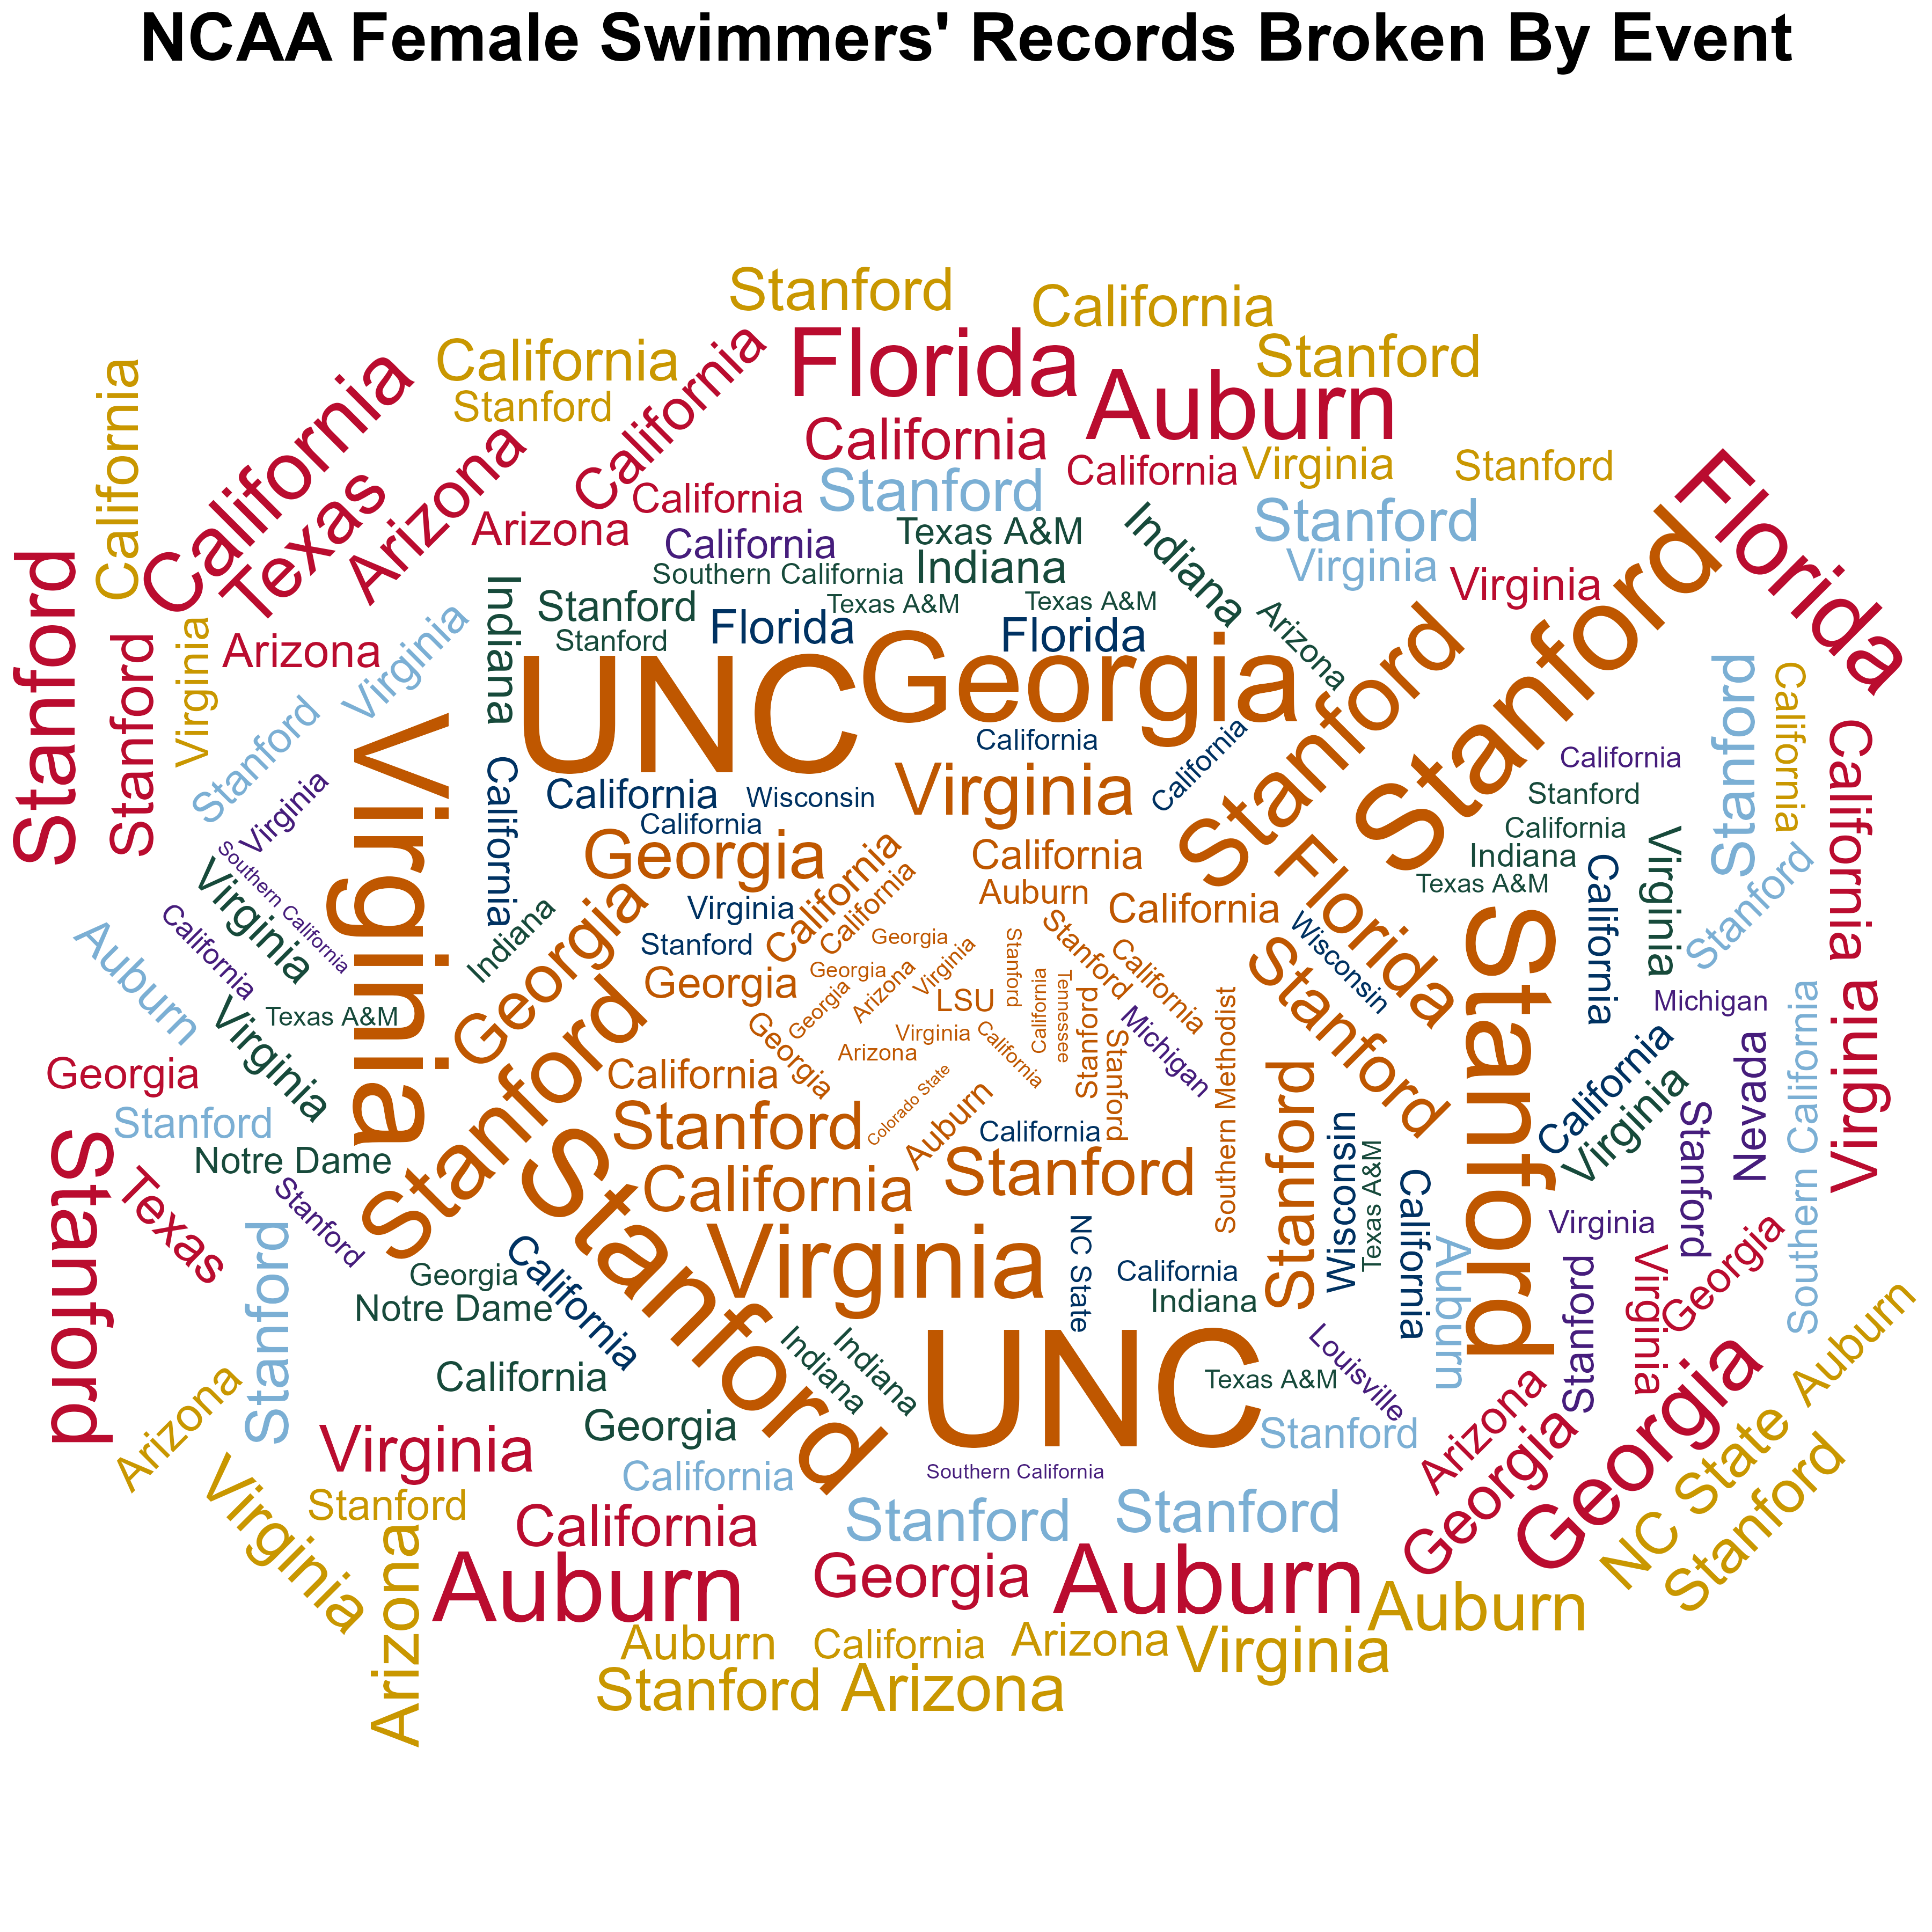 NCAA Female Swimmers' Records Broken By Event
Stanford
California
Florida
Stanford
California
California
California
Auburn
California
Stanford
California
Texas
Arizona
California
California
Virginia
Stanford
Florida
California
Stanford
Arizona
California
Texas A&M
Indiana
Stanford
Virginia
Stanford
Virginia
Southern California
Indiana
Indiana
Stanford
Texas A&M
Texas A&M
Arizona
Stanford
Stanford
Virginia
Arizona
Virginia
Stanford
Florida
Florida
UNC
Georgia
Stanford
Stanford
California
California
Stanford
Virginia
Virginia
California
California
Wisconsin
Virginia
California
California
Stanford
California
Indiana
Texas A&M
California
Virginia
Stanford
Southern California
Virginia
California
Georgia
Georgia
California
California
California
Auburn
California
Florida
Stanford
Wisconsin
Stanford
Auburn
Indiana
Virginia
Stanford
Georgia
Georgia
Georgia
Georgia
Arizona
Virginia
LSU
Stanford
California
Tennessee
Stanford
California
Stanford
Stanford
Michigan
Southern Methodist
Michigan
Virginia
Texas A&M
Virginia
Stanford
Georgia
Virginia
Arizona
California
California
Nevada
California
Virginia
Stanford
Southern California
Georgia
Stanford
Notre Dame
Stanford
Texas
Stanford
California
Stanford
Colorado State
Auburn
California
Stanford
Stanford
Wisconsin
Texas A&M
California
Stanford
Stanford
Virginia
NC State
California
Indiana
Auburn
Virginia
Stanford
Virginia
Georgia
Georgia
Notre Dame
California
California
Georgia
Indiana
Indiana
UNC
Texas A&M
Louisville
Stanford
Arizona
Georgia
Georgia
Auburn
NC State
Stanford
Arizona
Virginia
Virginia
California
Stanford
Southern California
Arizona
California
Stanford
Stanford
Auburn
Georgia
Auburn
Auburn
Auburn
California
Arizona
Virginia
Stanford
Arizona